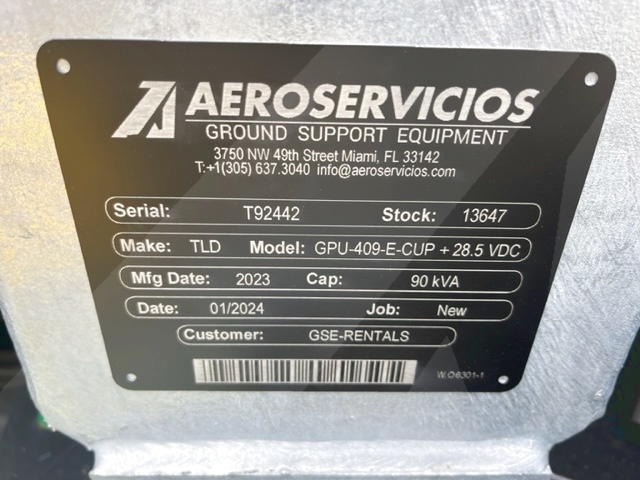 AEROSERVICIOS
GROUND SUPPORT EQUIPMENT
3750 NW 49th Street Miami, FL 33142
T:+1(305) 637.3040 info@aeroservicios.com
Serial: T92442 Stock: 13647
Make: TLD Model: GPU-409-E-CUP + 28.5 VDC
Mfg Date: 2023 Cap: 90 kVA
Date: 01/2024 Job: New
Customer: GSE-RENTALS
W.O6301-1